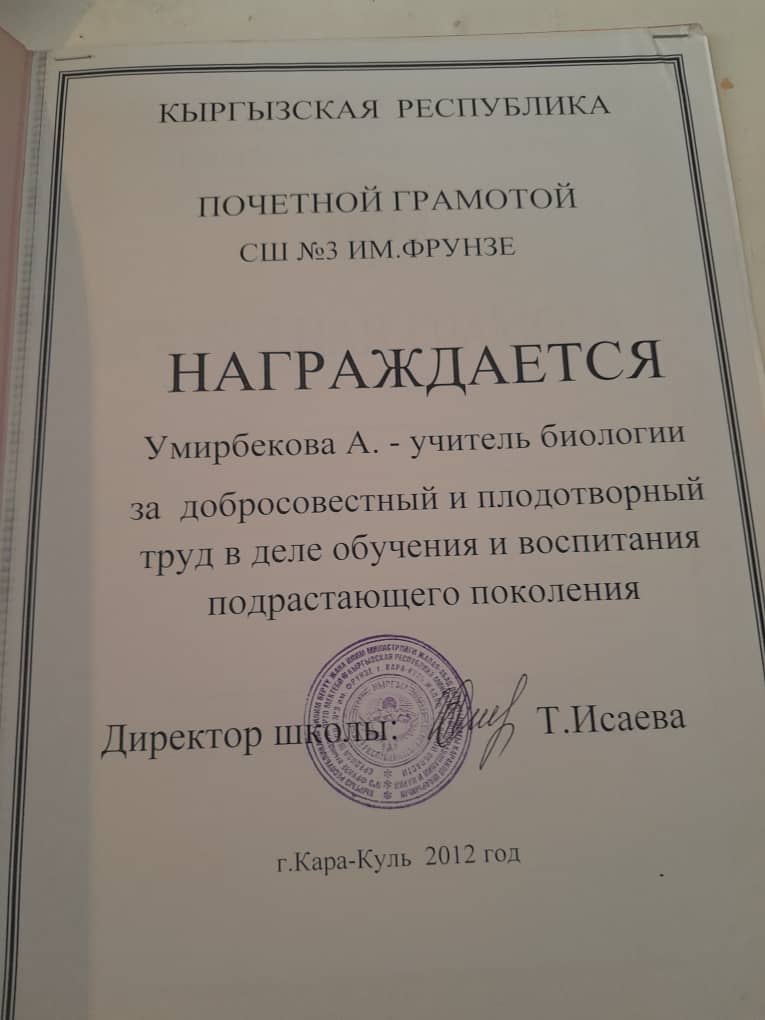 КЫРГЫЗСКАЯ РЕСПУБЛИКА
ПОЧЕТНОЙ ГРАМОТОЙ
СШ №3 ИМ.ФРУНЗЕ
НАГРАЖДАЕТСЯ
Умирбекова А. - учитель биологии
за добросовестный и плодотворный
труд в деле обучения и воспитания
подрастающего поколения
Директор школы: Т.Исаева
г.Кара-Куль 2012 год